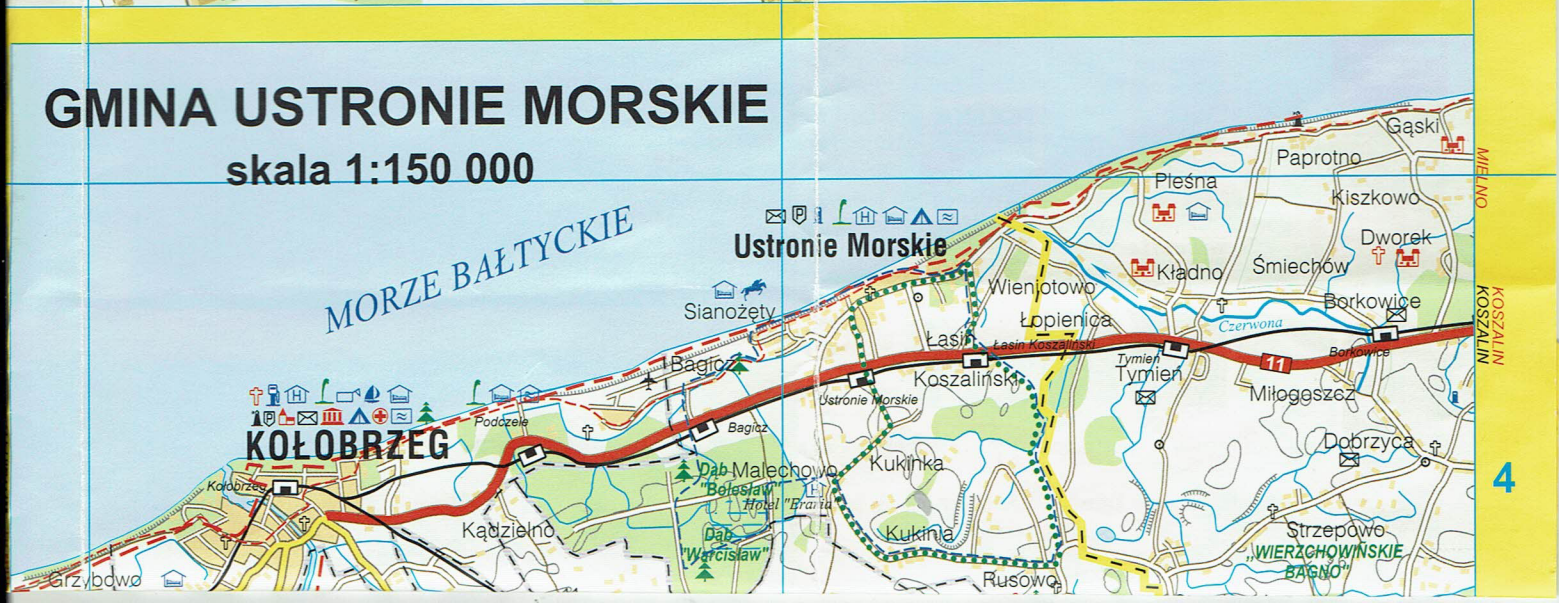 GMINA USTRONIE MORSKIE
skala 1:150 000
MORZE BAŁTYCKIE
Gąski
Paprotno
Pleśna
Kiszkowo
MIELNO
Dworek
Ustronie Morskie
Kładno
Śmiechów
Wieniotowo
Borkowice
Sianożęty
Łopienica
Czerwona
KOSZALIN
KOSZALIN
Łasin
Koszaliński
Łasin Koszaliński
Tymień
Tymień
Borkowice
11
Bagicz
Miłogoszcz
Ustronie Morskie
Podczele
Bagicz
KOŁOBRZEG
Dobrzyca
Kołobrzeg
Dąb
"Bolesław"
Malechowo
Kukinka
4
Hotel "Erania"
Kądzielno
Dąb
"Warcisław"
Kukinia
Strzepowo
„WIERZCHOWIŃSKIE
BAGNO"
Grzybowo
Rusowo